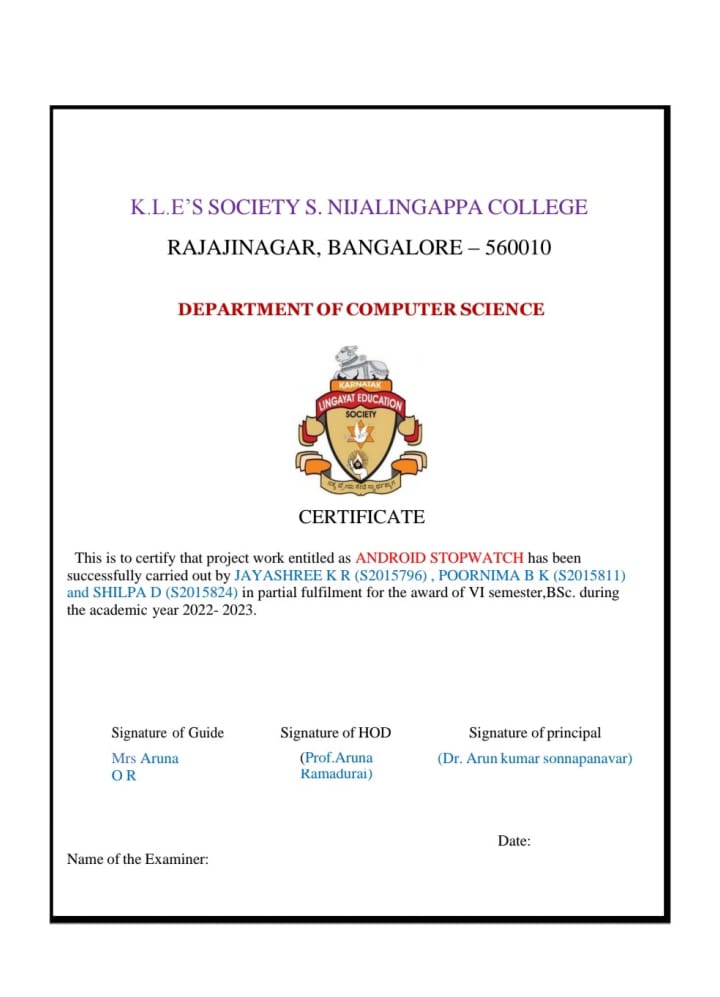 K.L.E’S SOCIETY S. NIJALINGAPPA COLLEGE
RAJAJINAGAR, BANGALORE – 560010
DEPARTMENT OF COMPUTER SCIENCE
KARNATAK
LINGAYAT EDUCATION
SOCIETY
CERTIFICATE
This is to certify that project work entitled as ANDROID STOPWATCH has been
successfully carried out by JAYASHREE K R (S2015796) , POORNIMA B K (S2015811)
and SHILPA D (S2015824) in partial fulfilment for the award of VI semester,BSc. during
the academic year 2022- 2023.
Signature of Guide Signature of HOD Signature of principal
Mrs Aruna (Prof.Aruna (Dr. Arun kumar sonnapanavar)
O R Ramadurai)
Date:
Name of the Examiner: